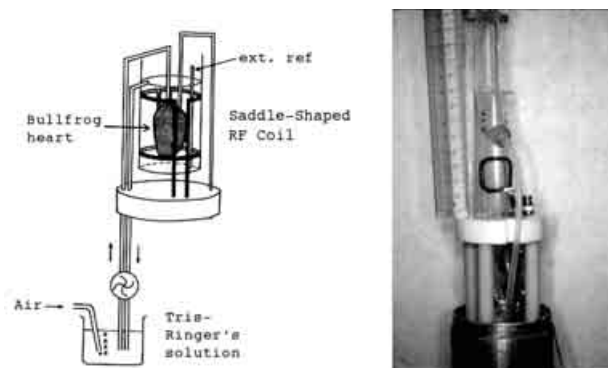 ext. ref
Bullfrog
heart
Saddle-Shaped
RF Coil
Air
Tris-
Ringer's
solution